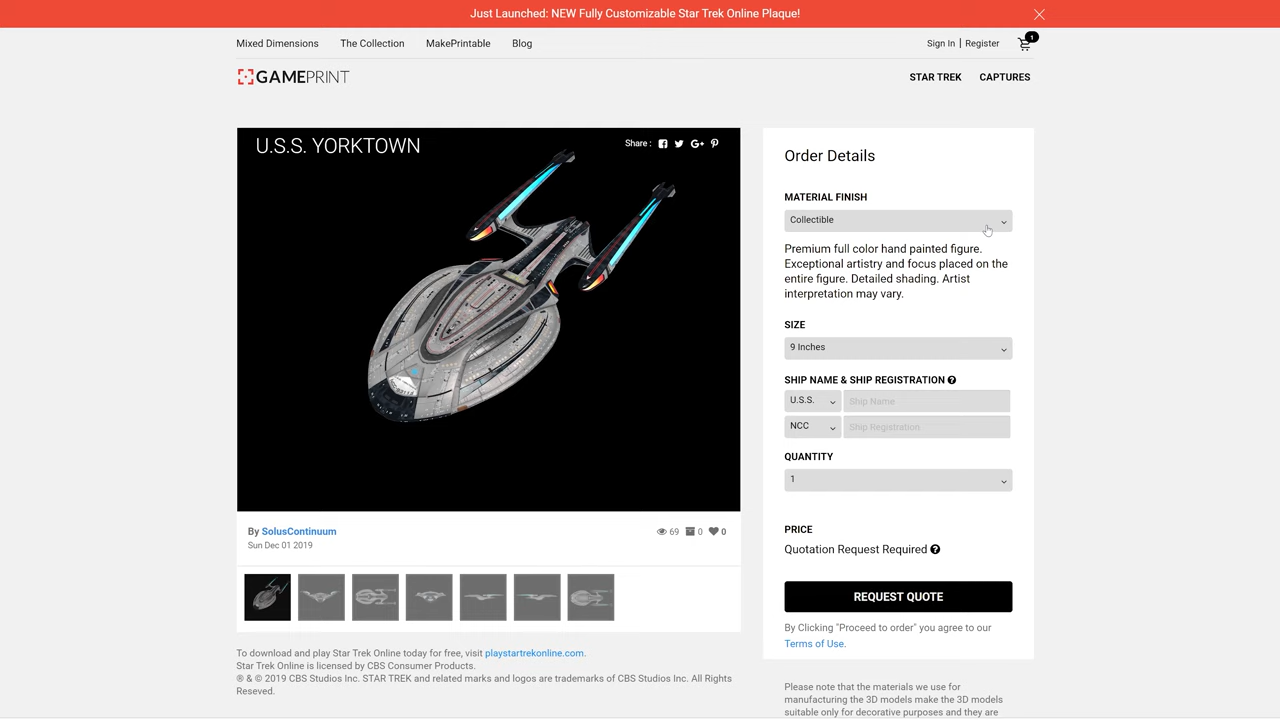 Just Launched: NEW Fully Customizable Star Trek Online Plaque!
Mixed Dimensions The Collection MakePrintable Blog
Sign In | Register 1
GAMEPRINT
STAR TREK CAPTURES
U.S.S. YORKTOWN
Share :
Order Details
MATERIAL FINISH
Collectible
Premium full color hand painted figure.
Exceptional artistry and focus placed on the
entire figure. Detailed shading. Artist
interpretation may vary.
SIZE
9 Inches
SHIP NAME & SHIP REGISTRATION
U.S.S. Ship Name
NCC Ship Registration
QUANTITY
1
PRICE
Quotation Request Required
REQUEST QUOTE
By Clicking "Proceed to order" you agree to our
Terms of Use.
Please note that the materials we use for
manufacturing the 3D models make the 3D models
suitable only for decorative purposes and they are
By SolusContinuum
Sun Dec 01 2019
69 0 0
To download and play Star Trek Online today for free, visit playstartrekonline.com.
Star Trek Online is licensed by CBS Consumer Products.
® & © 2019 CBS Studios Inc. STAR TREK and related marks and logos are trademarks of CBS Studios Inc. All Rights
Reseved.